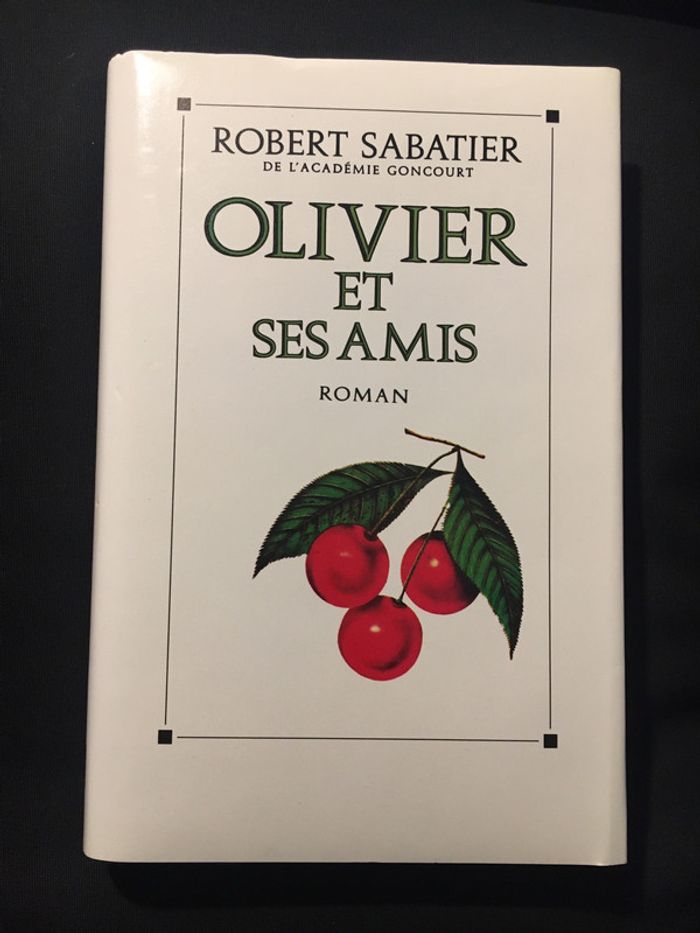 ROBERT SABATIER
DE L'ACADÉMIE GONCOURT
OLIVIER
ET
SES AMIS
ROMAN